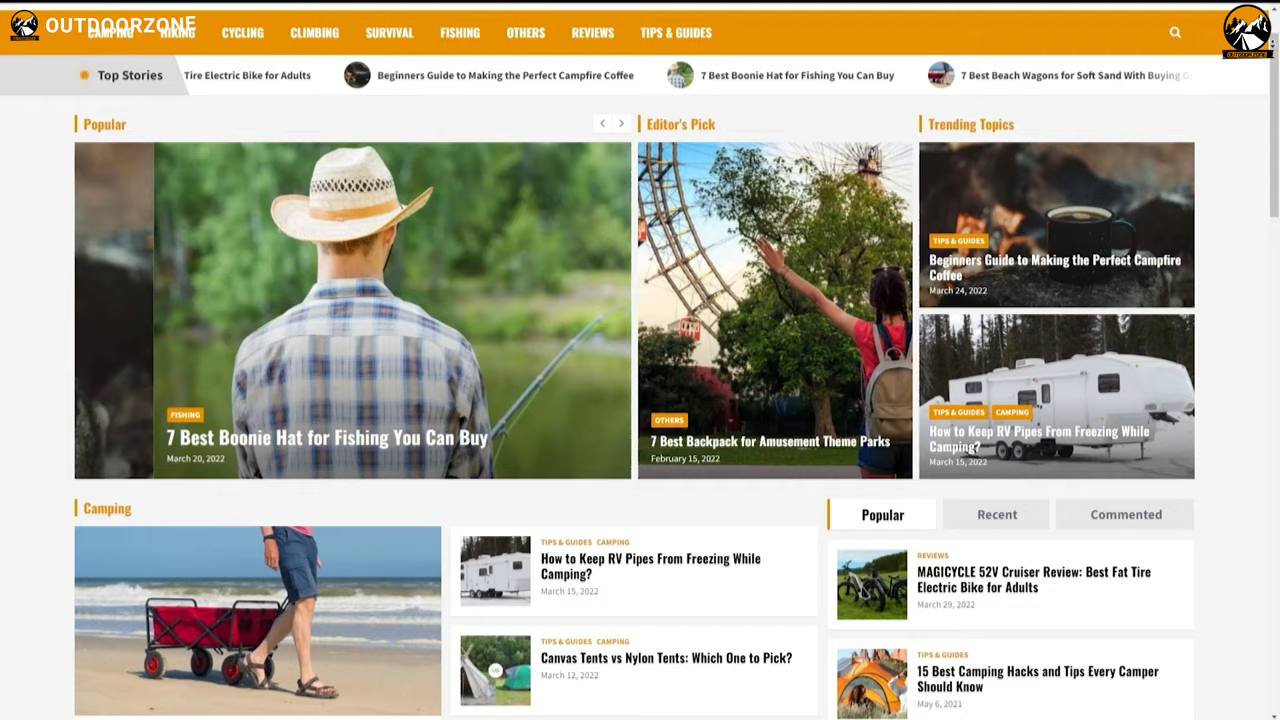 OUTDOORZONE
CAMPING HIKING CYCLING CLIMBING SURVIVAL FISHING OTHERS REVIEWS TIPS & GUIDES
OUTDOORZONE
Top Stories
Tire Electric Bike for Adults
Beginners Guide to Making the Perfect Campfire Coffee
7 Best Boonie Hat for Fishing You Can Buy
7 Best Beach Wagons for Soft Sand With Buying
Popular
FISHING
7 Best Boonie Hat for Fishing You Can Buy
March 20, 2022
Editor's Pick
OTHERS
7 Best Backpack for Amusement Theme Parks
February 15, 2022
Trending Topics
TIPS & GUIDES
Beginners Guide to Making the Perfect Campfire
Coffee
March 24, 2022
TIPS & GUIDES CAMPING
How to Keep RV Pipes From Freezing While
Camping?
March 15, 2022
Camping
TIPS & GUIDES CAMPING
How to Keep RV Pipes From Freezing While
Camping?
March 15, 2022
TIPS & GUIDES CAMPING
Canvas Tents vs Nylon Tents: Which One to Pick?
March 12, 2022
Popular Recent Commented
REVIEWS
MAGICYCLE 52V Cruiser Review: Best Fat Tire
Electric Bike for Adults
March 29, 2022
TIPS & GUIDES
15 Best Camping Hacks and Tips Every Camper
Should Know
May 6, 2021